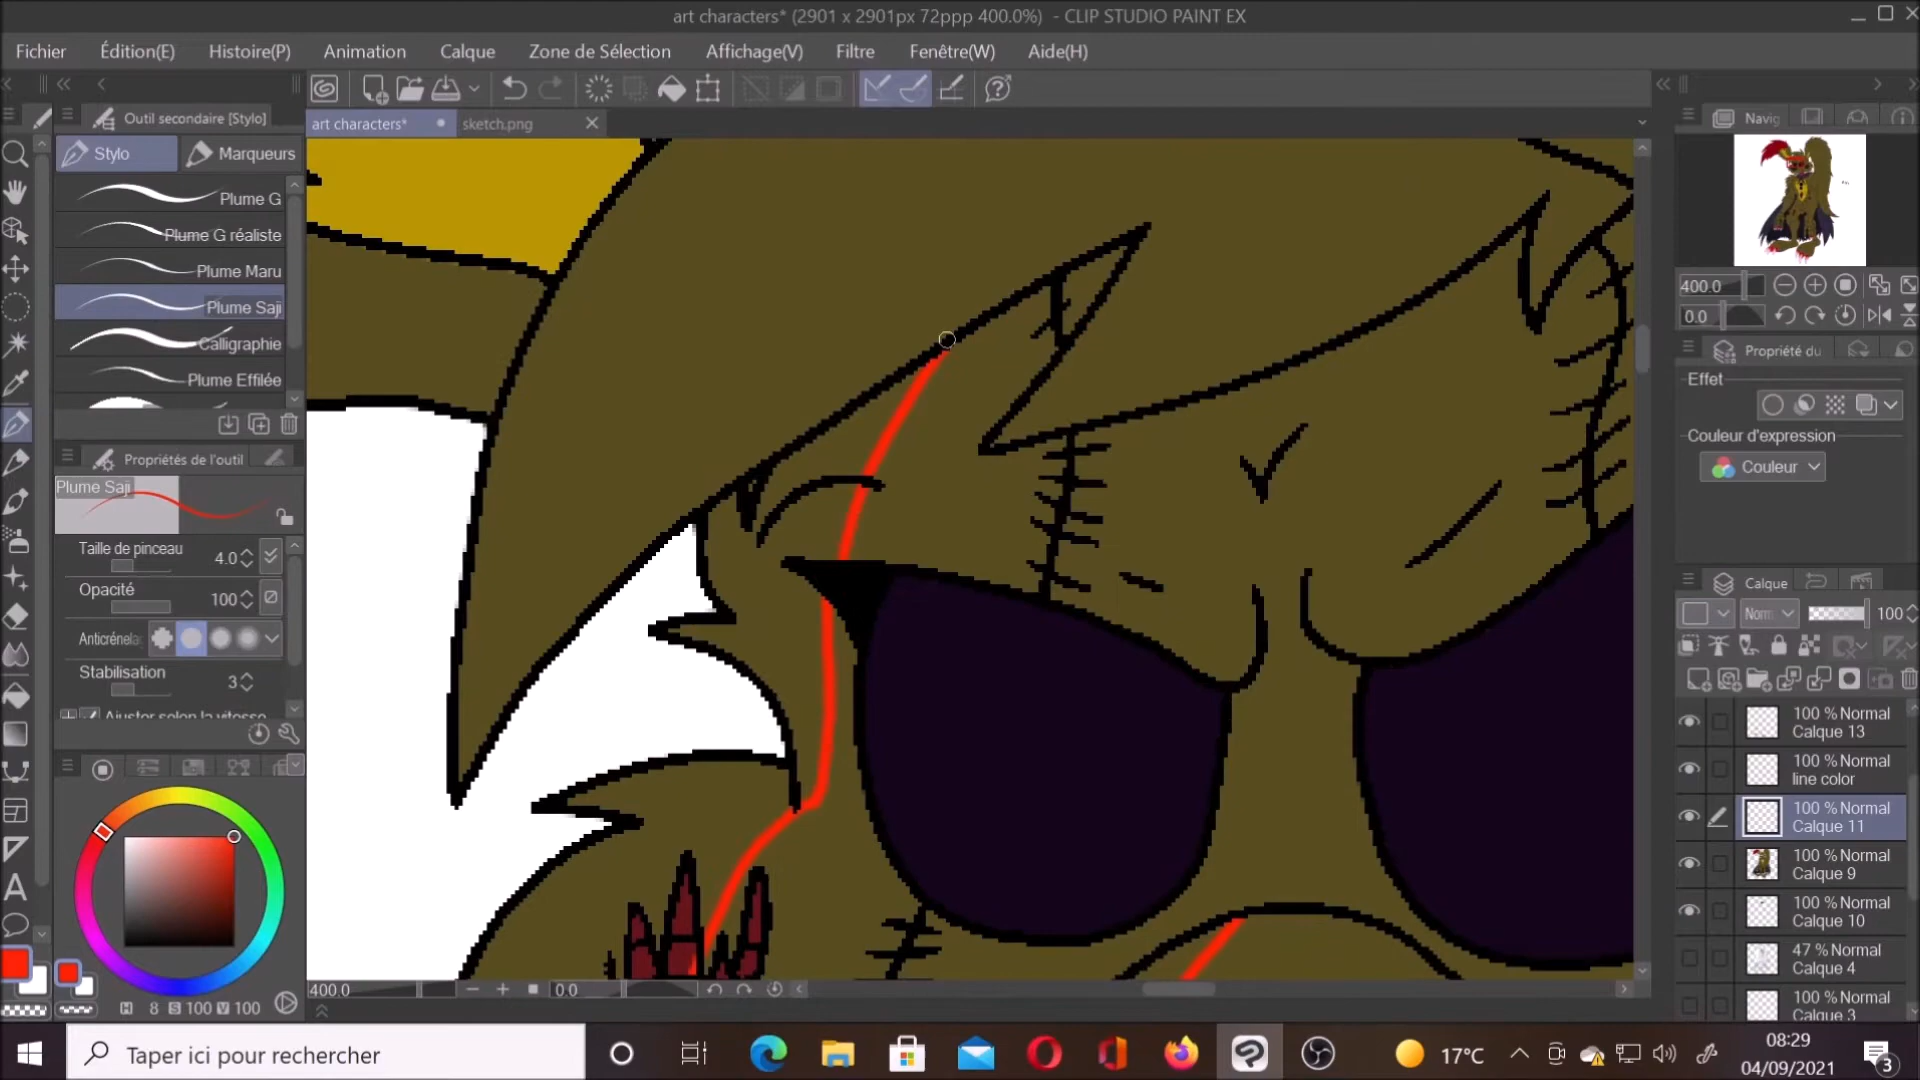 art characters* (2901 x 2901px 72ppp 400.0%) - CLIP STUDIO PAINT EX
Fichier Édition(E) Histoire(P) Animation Calque Zone de Sélection Affichage(V) Filtre Fenêtre(W) Aide(H)
Outil secondaire [Stylo]
art characters* sketch.png
Navig
Stylo Marqueurs
Plume G
Plume G réaliste
Plume Maru
Plume Saji
Calligraphie
Plume Effilée
400.0
0.0
Propriété du
Effet
Couleur d'expression
Couleur
Propriétés de l'outil
Plume Saji
Taille de pinceau 4.0
Opacité 100
Anticrénela
Stabilisation 3
Ajuster selon la vitesse
H 8 S 100 V 100
Calque
Norm 100
100 % Normal
Calque 13
100 % Normal
line color
100 % Normal
Calque 11
100 % Normal
Calque 9
100 % Normal
Calque 10
47 % Normal
Calque 4
100 % Normal
Calque 3
400.0 0.0
Taper ici pour rechercher
17°C
08:29
04/09/2021
3